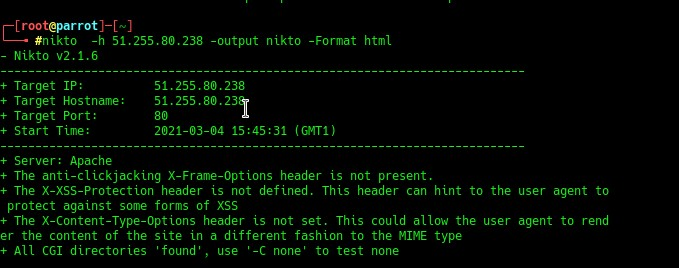 ┌─[root@parrot]─[~]
└──╼ #nikto  -h 51.255.80.238 -output nikto -Format html
- Nikto v2.1.6
---------------------------------------------------------------------------
+ Target IP:          51.255.80.238
+ Target Hostname:    51.255.80.238
+ Target Port:        80
+ Start Time:         2021-03-04 15:45:31 (GMT1)
---------------------------------------------------------------------------
+ Server: Apache
+ The anti-clickjacking X-Frame-Options header is not present.
+ The X-XSS-Protection header is not defined. This header can hint to the user agent to
 protect against some forms of XSS
+ The X-Content-Type-Options header is not set. This could allow the user agent to rend
er the content of the site in a different fashion to the MIME type
+ All CGI directories 'found', use '-C none' to test none